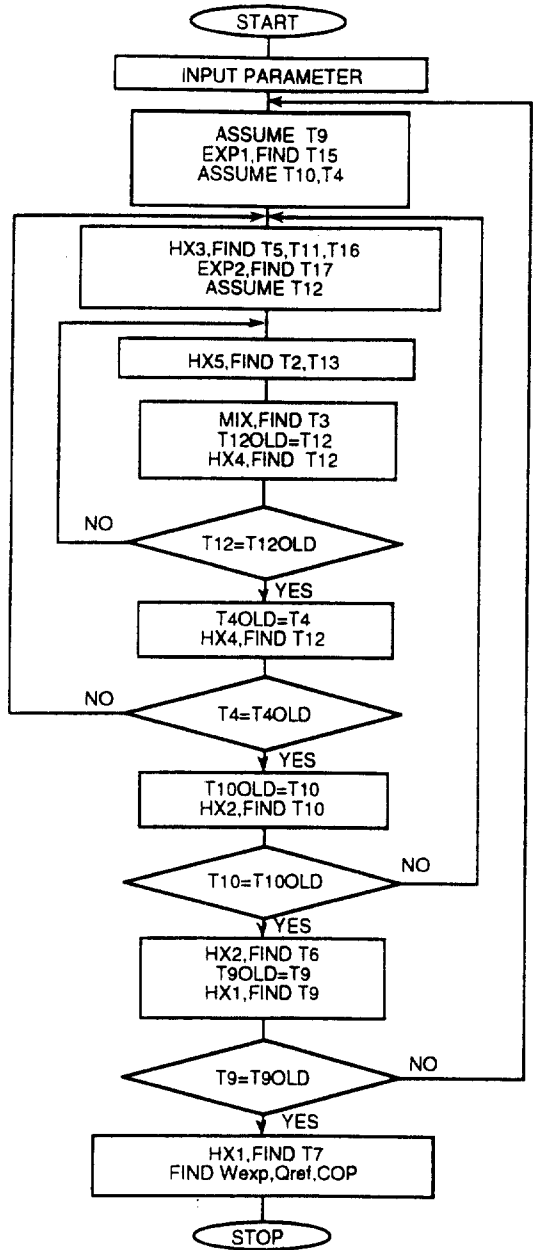 START
INPUT PARAMETER
ASSUME T9
EXP1,FIND T15
ASSUME T10,T4
HX3,FIND T5,T11,T16
EXP2,FIND T17
ASSUME T12
HX5,FIND T2,T13
MIX,FIND T3
T12OLD=T12
HX4,FIND T12
NO
T12=T12OLD
YES
T4OLD=T4
HX4,FIND T12
NO
T4=T4OLD
YES
T10OLD=T10
HX2,FIND T10
NO
T10=T10OLD
YES
HX2,FIND T6
T9OLD=T9
HX1,FIND T9
NO
T9=T9OLD
YES
HX1,FIND T7
FIND Wexp,Qref,COP
STOP